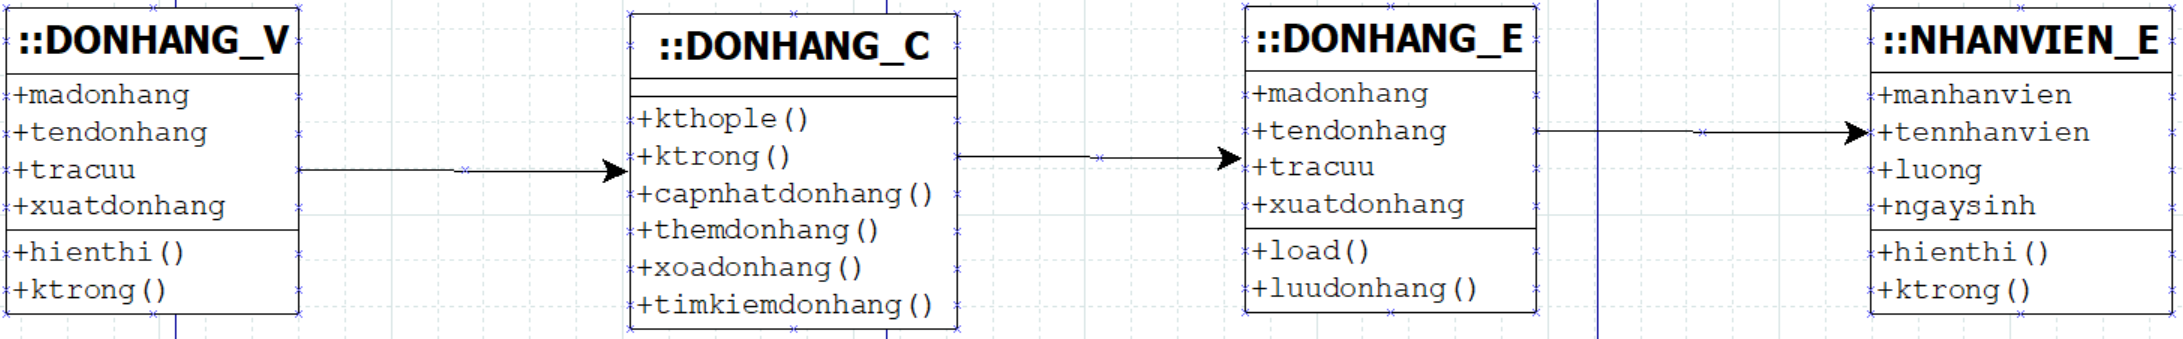 ::DONHANG_V
+madonhang
+tendonhang
+tracuu
+xuatdonhang
+hienthi()
+ktrong()
::DONHANG_C
+kthople()
+ktrong()
+capnhatdonhang()
+themdonhang()
+xoadonhang()
+timkiemdonhang()
::DONHANG_E
+madonhang
+tendonhang
+tracuu
+xuatdonhang
+load()
+luudonhang()
::NHANVIEN_E
+manhanvien
+tennhanvien
+luong
+ngaysinh
+hienthi()
+ktrong()